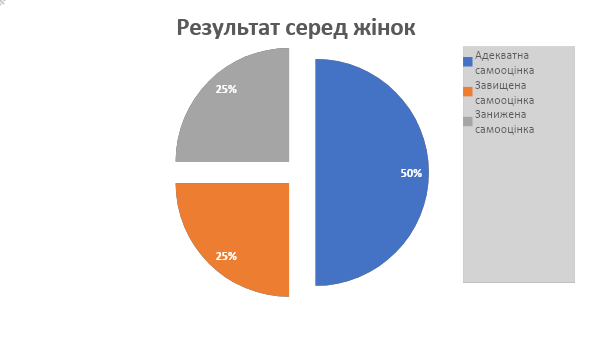 Результат серед жінок
25%
50%
25%
Адекватна
самооцінка
Завищена
самооцінка
Занижена
самооцінка